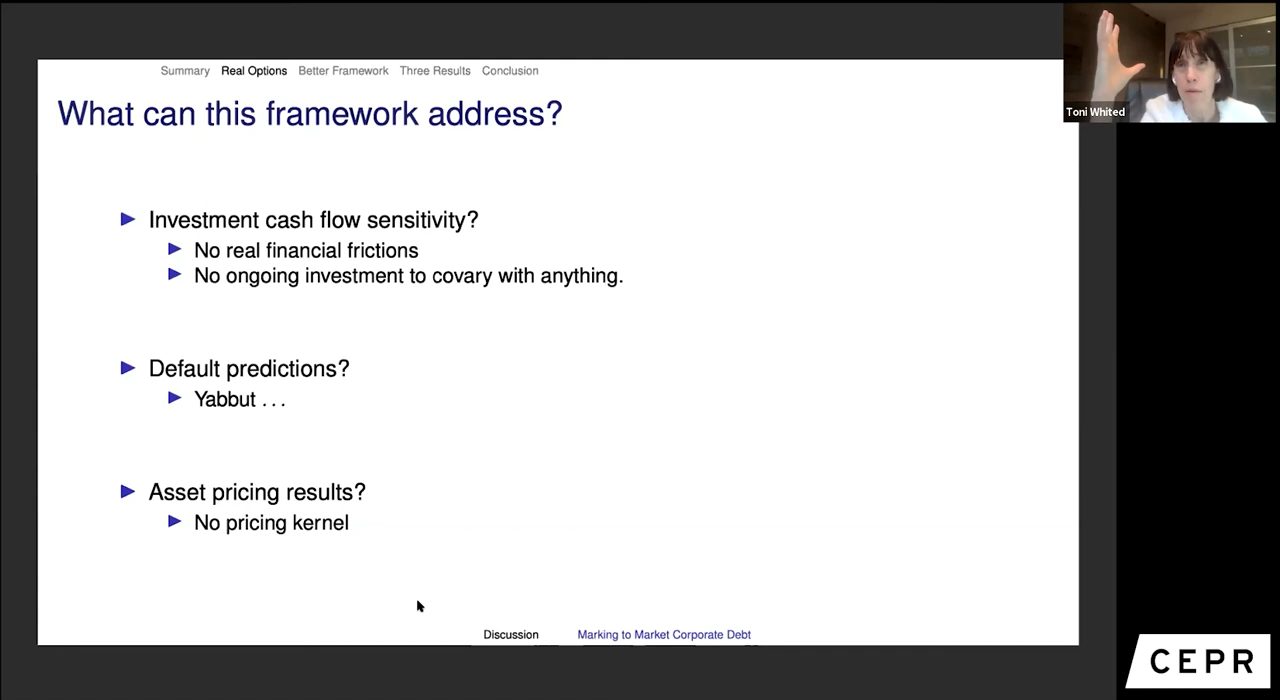 Summary Real Options Better Framework Three Results Conclusion
What can this framework address?
Investment cash flow sensitivity?
No real financial frictions
No ongoing investment to covary with anything.
Default predictions?
Yabbut . . .
Asset pricing results?
No pricing kernel
Discussion Marking to Market Corporate Debt
Toni Whited
CEPR